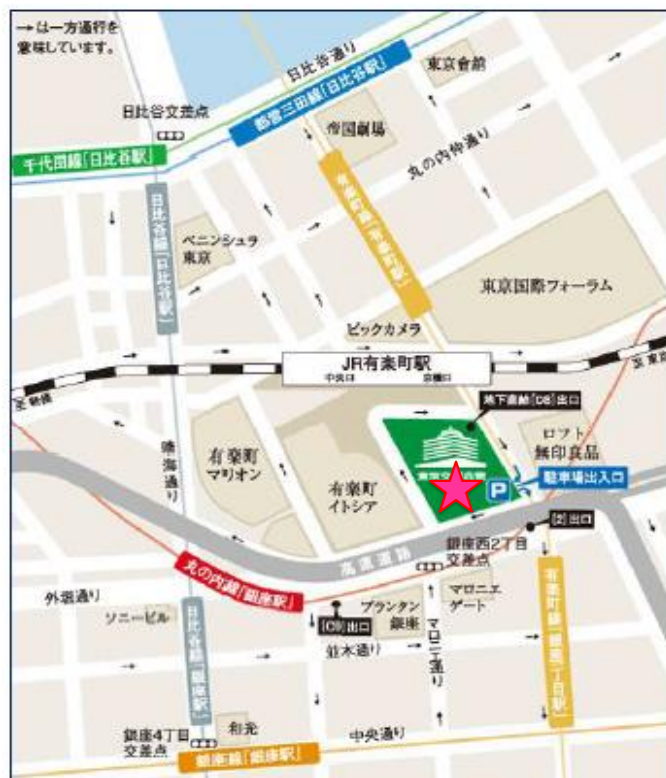 →は一方通行を
意味しています。
日比谷通り
東京會舘
日比谷交差点
都営三田線「日比谷駅」
帝国劇場
千代田線「日比谷駅」
丸の内仲通り
日比谷線「日比谷駅」
有楽町線「有楽町駅」
ペニンシュラ
東京
東京国際フォーラム
ビックカメラ
JR有楽町駅
中央口
京橋口
至新橋
至東京
地下直結[D8]出口
晴海通り
有楽町
マリオン
有楽町
イトシア
ロフト
無印良品
P
駐車場出入口
[2]出口
高速道路
銀座西2丁目
交差点
丸の内線「銀座駅」
外堀通り
ソニービル
日比谷線「銀座駅」
[C9]出口
プランタン
銀座
マロニエ
ゲート
並木通り
マロニエ通り
有楽町線「銀座一丁目駅」
銀座4丁目
交差点
和光
中央通り
銀座線「銀座駅」